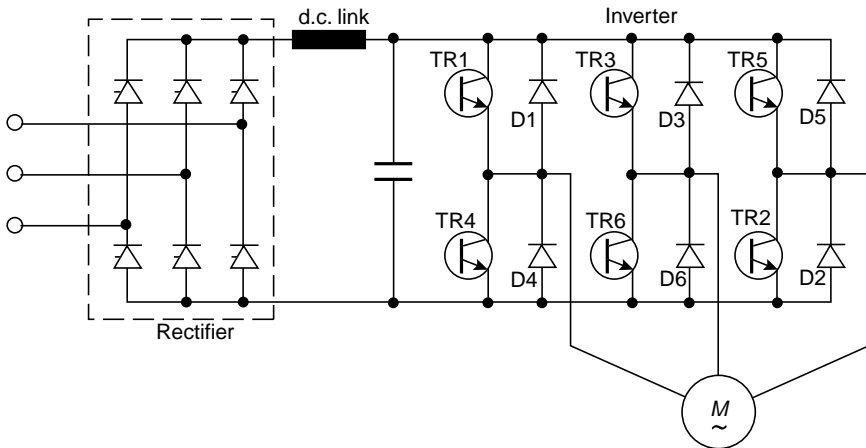 d.c. link
Inverter
TR1
TR3
TR5
D1
D3
D5
TR4
TR6
TR2
D4
D6
D2
Rectifier
M
~